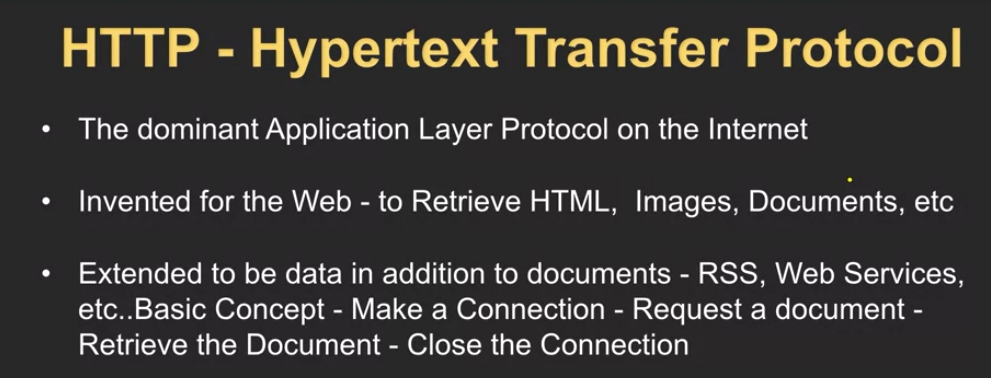 HTTP - Hypertext Transfer Protocol
• The dominant Application Layer Protocol on the Internet
• Invented for the Web - to Retrieve HTML,  Images, Documents, etc
• Extended to be data in addition to documents - RSS, Web Services,
etc..Basic Concept - Make a Connection - Request a document -
Retrieve the Document - Close the Connection